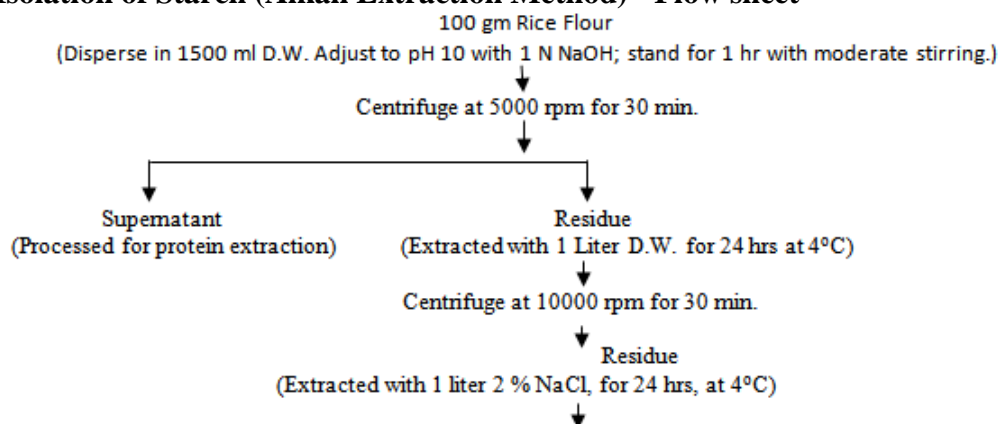 Isolation of Starch (Alkali Extraction Method) - Flow sheet
100 gm Rice Flour
(Disperse in 1500 ml D.W. Adjust to pH 10 with 1 N NaOH; stand for 1 hr with moderate stirring.)
Centrifuge at 5000 rpm for 30 min.
Supernatant
(Processed for protein extraction)
Residue
(Extracted with 1 Liter D.W. for 24 hrs at 4ºC)
Centrifuge at 10000 rpm for 30 min.
Residue
(Extracted with 1 liter 2 % NaCl, for 24 hrs, at 4ºC)